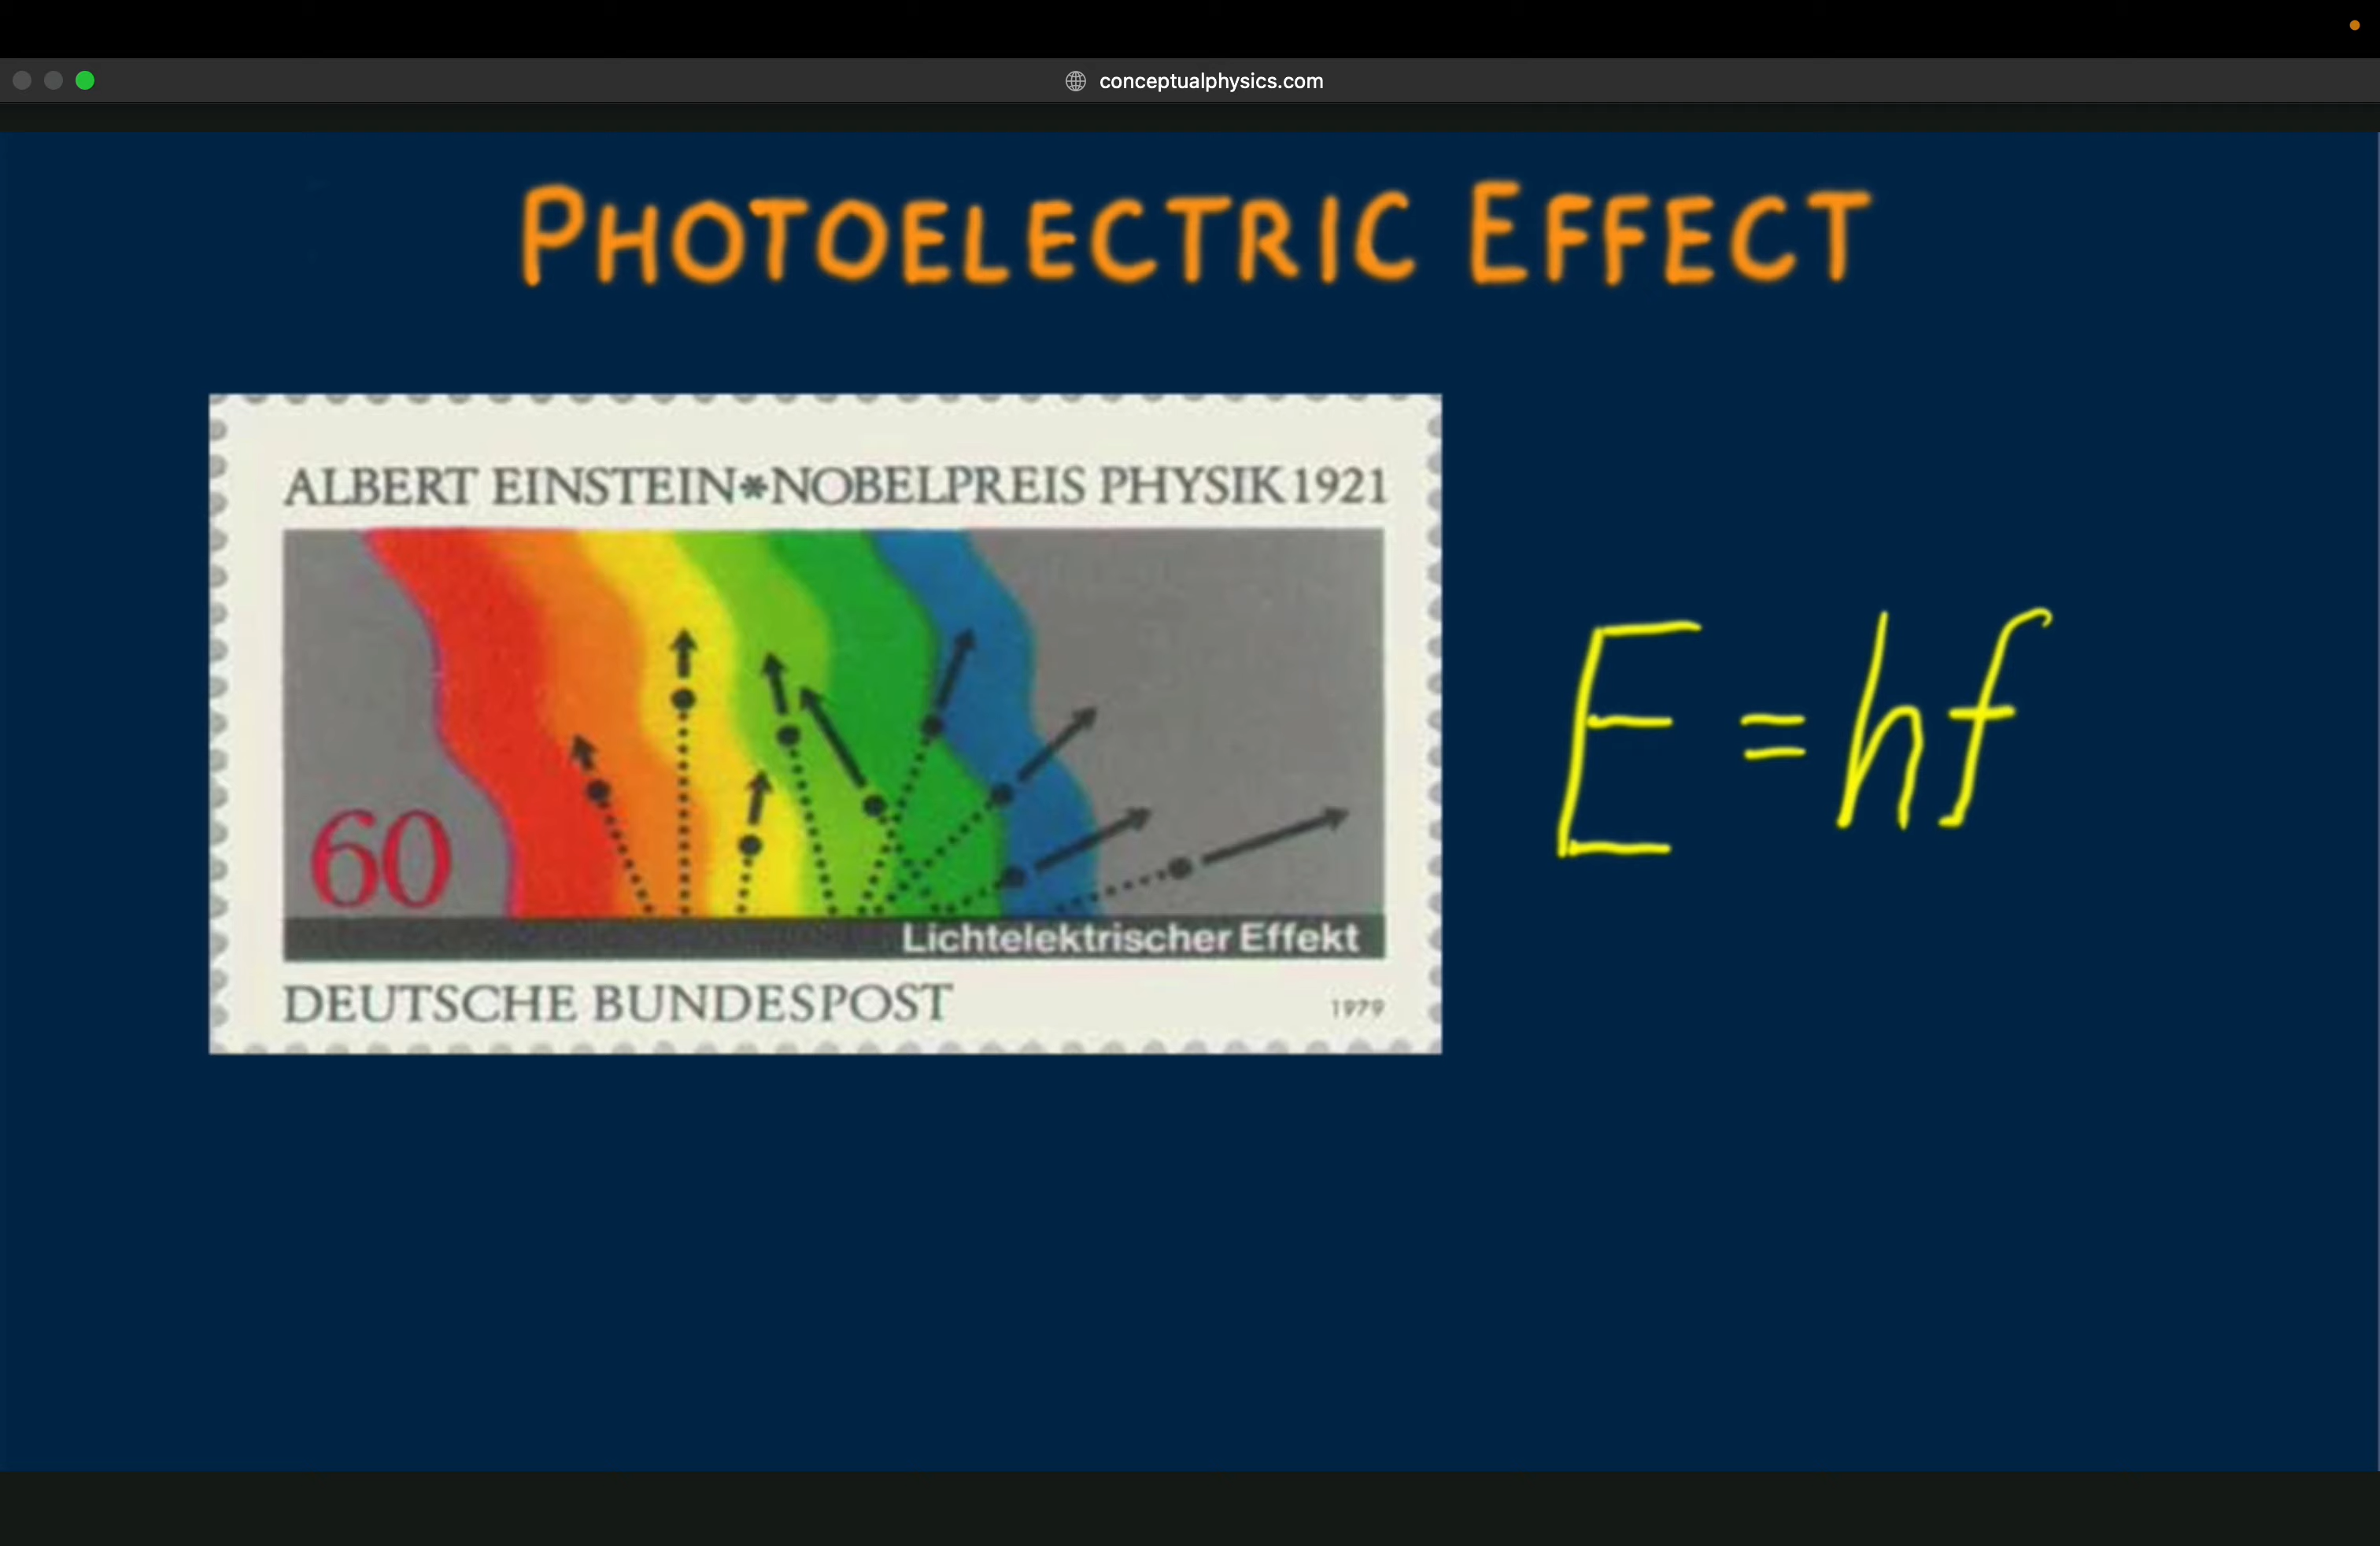 conceptualphysics.com
PHOTOELECTRIC EFFECT
ALBERT EINSTEIN*NOBELPREIS PHYSIK 1921
60
Lichtelektrischer Effekt
DEUTSCHE BUNDESPOST 1979
E = hf